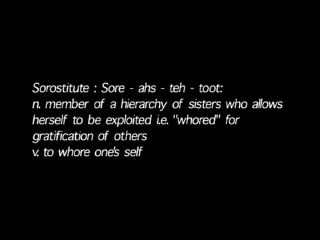 Sorostitute : Sore - ahs - teh - toot:
n. member of a hierarchy of sisters who allows
herself to be exploited i.e. "whored" for
gratification of others
v. to whore one's self